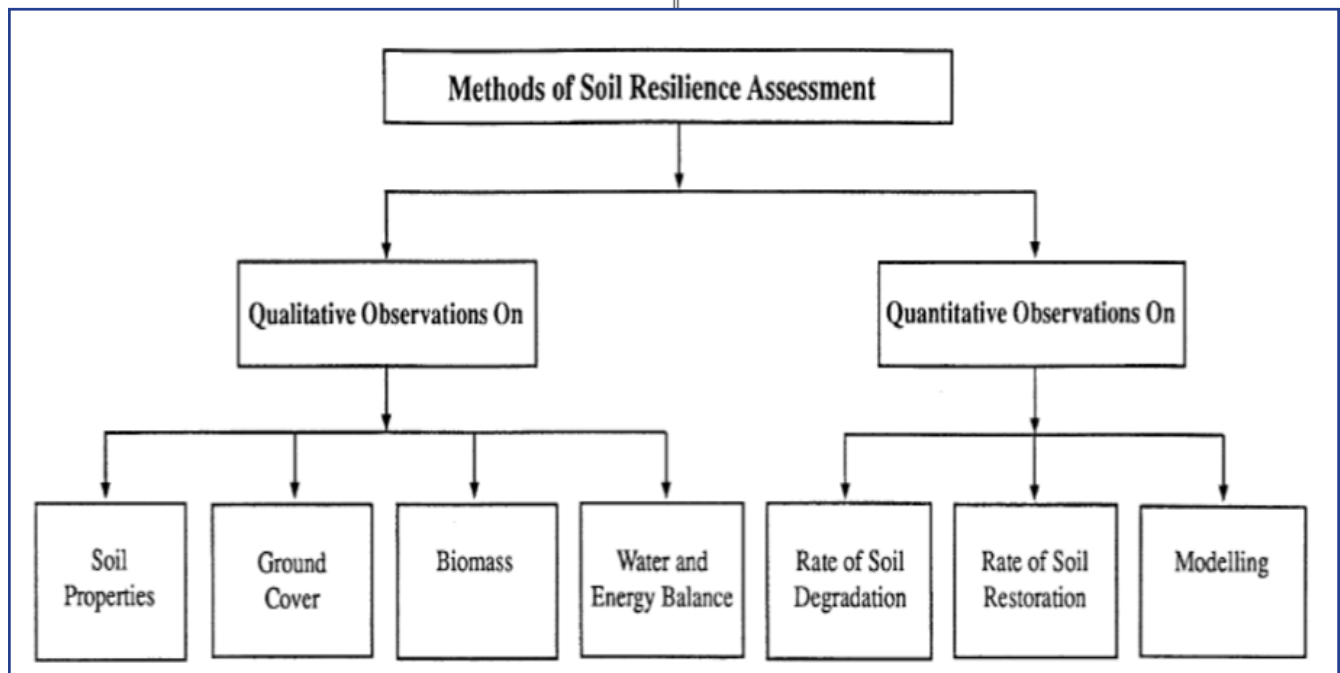 Methods of Soil Resilience Assessment
Qualitative Observations On
Quantitative Observations On
Soil
Properties
Ground
Cover
Biomass
Water and
Energy Balance
Rate of Soil
Degradation
Rate of Soil
Restoration
Modelling